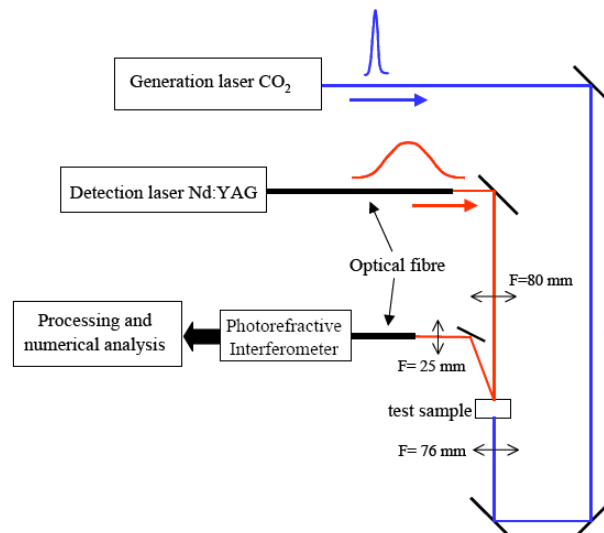 Generation laser CO₂
Detection laser Nd:YAG
Optical fibre
F=80 mm
Processing and
numerical analysis
Photorefractive
Interferometer
F= 25 mm
test sample
F= 76 mm